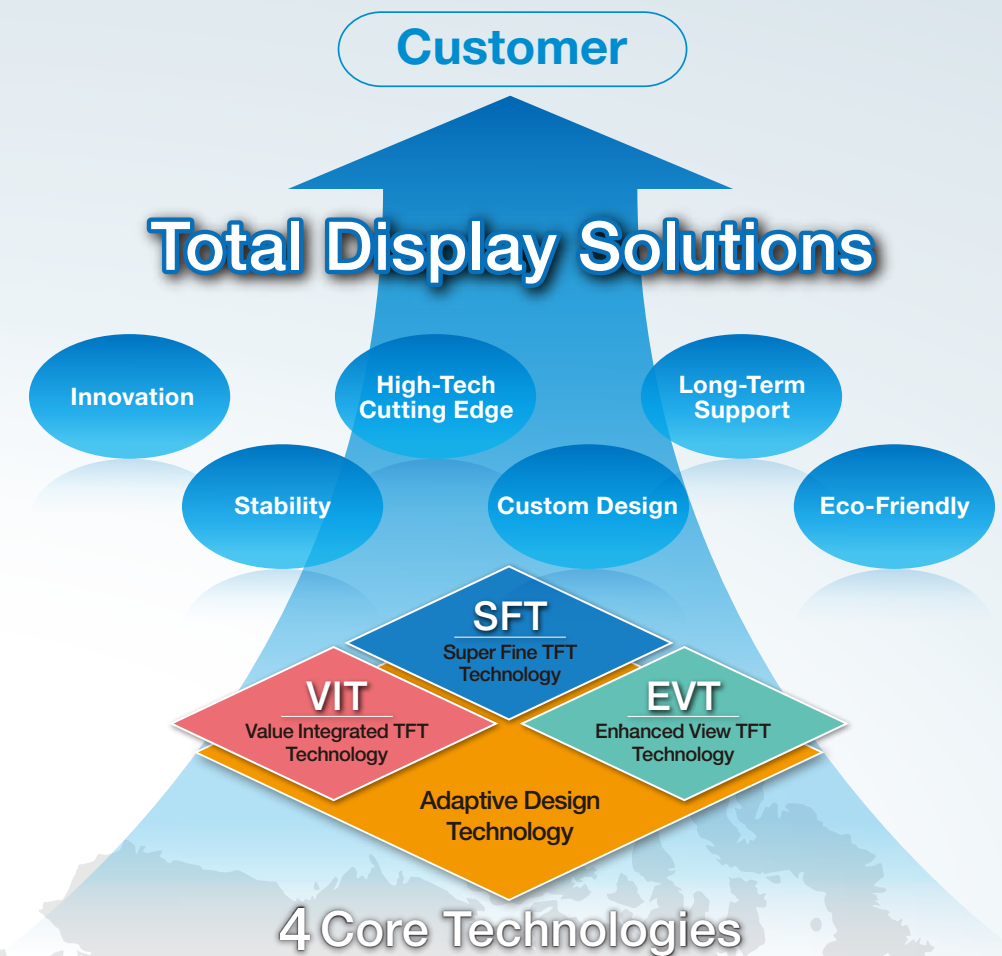 Customer
Total Display Solutions
Innovation
High-Tech
Cutting Edge
Long-Term
Support
Stability
Custom Design
Eco-Friendly
SFT
Super Fine TFT
Technology
VIT
Value Integrated TFT
Technology
EVT
Enhanced View TFT
Technology
Adaptive Design
Technology
4 Core Technologies